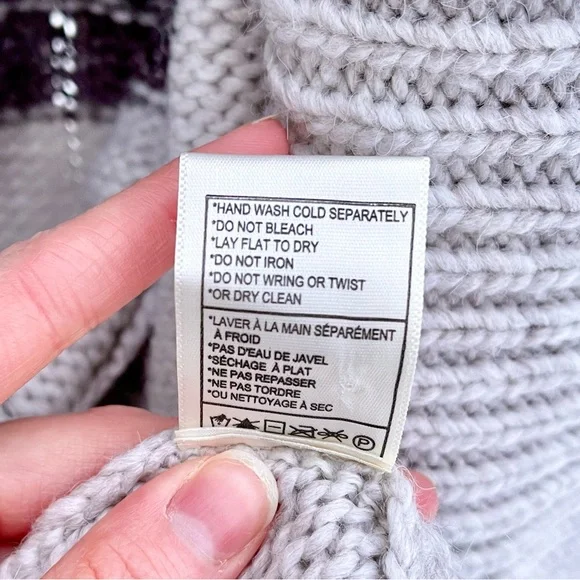 *HAND WASH COLD SEPARATELY
*DO NOT BLEACH
*LAY FLAT TO DRY
*DO NOT IRON
*DO NOT WRING OR TWIST
*OR DRY CLEAN
*LAVER À LA MAIN SÉPARÉMENT
À FROID
*PAS D'EAU DE JAVEL
*SÉCHAGE À PLAT
*NE PAS REPASSER
*NE PAS TORDRE
*OU NETTOYAGE À SEC
P